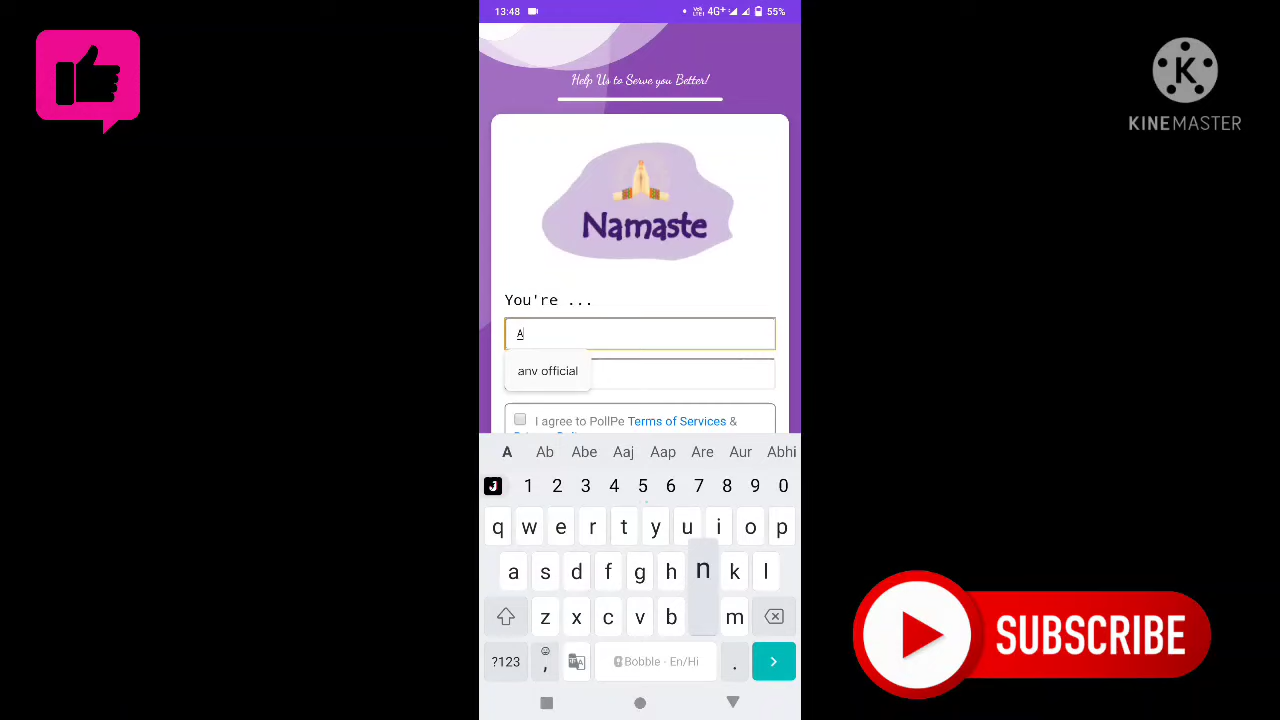 13:48
4G+
55%
Help Us to Serve you Better!
KINEMASTER
Namaste
You're ...
A
anv official
I agree to PollPe Terms of Services &
A Ab Abe Aaj Aap Are Aur Abhi
1 2 3 4 5 6 7 8 9 0
q w e r t y u i o p
a s d f g h n k l
z x c v b m
?123 , Bobble · En/Hi .
SUBSCRIBE